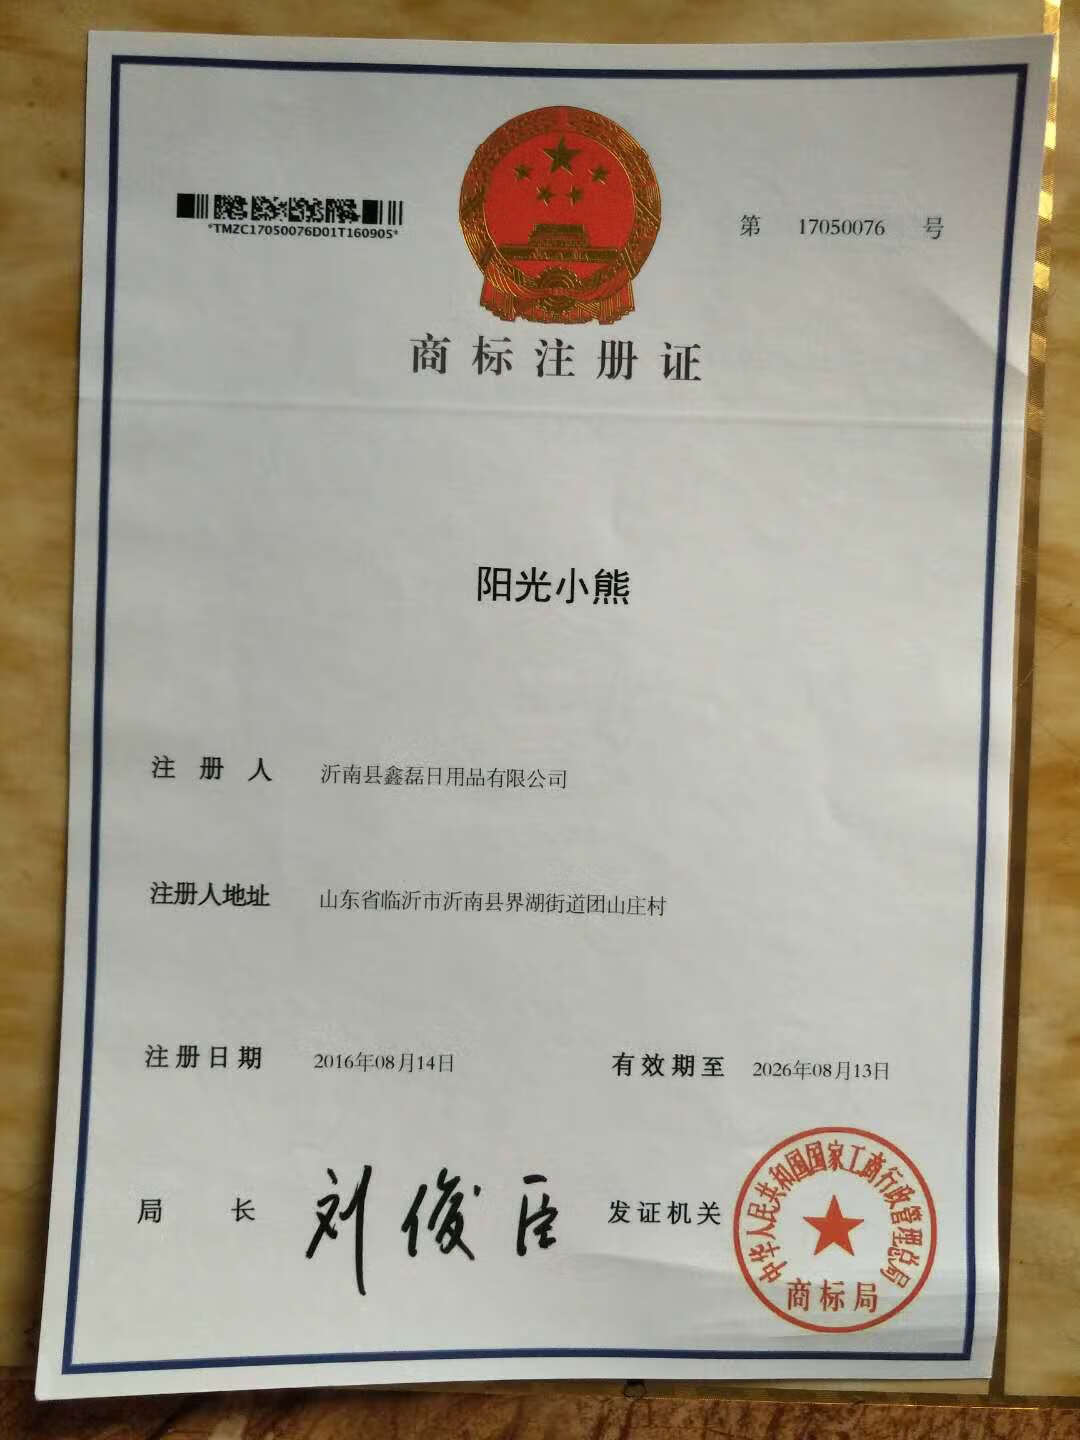 *TMZC17050076D01T160905*
第 17050076 号
商标注册证
阳光小熊
注册人 沂南县鑫磊日用品有限公司
注册人地址 山东省临沂市沂南县界湖街道团山庄村
注册日期 2016年08月14日 有效期至 2026年08月13日
局长 刘俊臣 发证机关
中华人民共和国国家工商行政管理总局
商标局